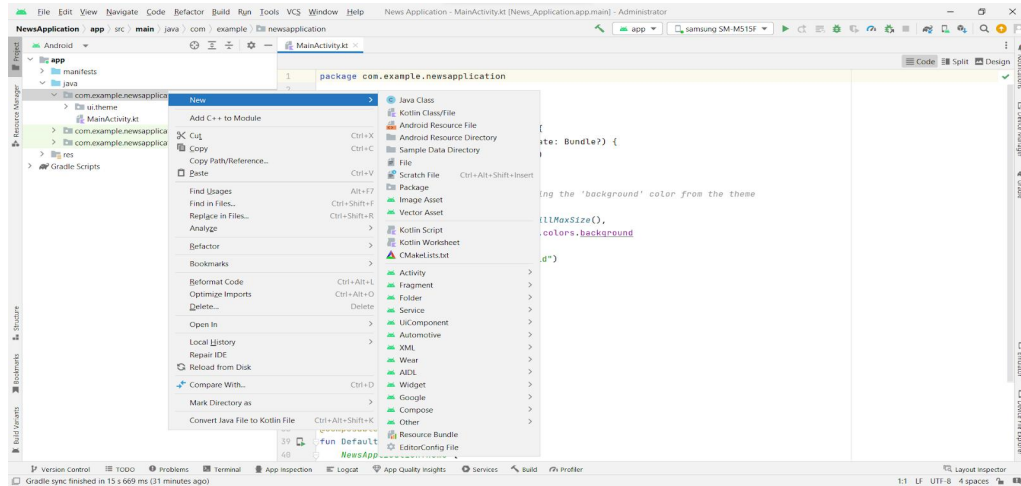 File Edit View Navigate Code Refactor Build Run Tools VCS Window Help News Application - MainActivity.kt [News_Application.app.main] - Administrator
NewsApplication app src main java com example newsapplication app samsung SM-M515F
Android MainActivity.kt
Code Split Design
Project
Resource Manager
Structure
Bookmarks
Build Variants
app
manifests
java
com.example.newsapplica
ui.theme
MainActivity.kt
com.example.newsapplica
com.example.newsapplica
res
Gradle Scripts
New
Add C++ to Module
Cut Ctrl+X
Copy Ctrl+C
Copy Path/Reference...
Paste Ctrl+V
Find Usages Alt+F7
Find in Files... Ctrl+Shift+F
Replace in Files... Ctrl+Shift+R
Analyze
Refactor
Bookmarks
Reformat Code Ctrl+Alt+L
Optimize Imports Ctrl+Alt+O
Delete... Delete
Open In
Local History
Repair IDE
Reload from Disk
Compare With... Ctrl+D
Mark Directory as
Convert Java File to Kotlin File Ctrl+Alt+Shift+K
Java Class
Kotlin Class/File
Android Resource File
Android Resource Directory
Sample Data Directory
File
Scratch File Ctrl+Alt+Shift+Insert
Package
Image Asset
Vector Asset
Kotlin Script
Kotlin Worksheet
CMakeLists.txt
Activity
Fragment
Folder
Service
UiComponent
Automotive
XML
Wear
AIDL
Widget
Google
Compose
Other
Resource Bundle
EditorConfig File
1 package com.example.newsapplication
2
{
ate: Bundle?) {
)
ing the 'background' color from the theme
illMaxSize(),
.colors.background
d")
39 fun Default
40
Version Control TODO Problems Terminal App Inspection Logcat App Quality Insights Services Build Profiler Layout Inspector
Gradle sync finished in 15 s 669 ms (31 minutes ago) 1:1 LF UTF-8 4 spaces